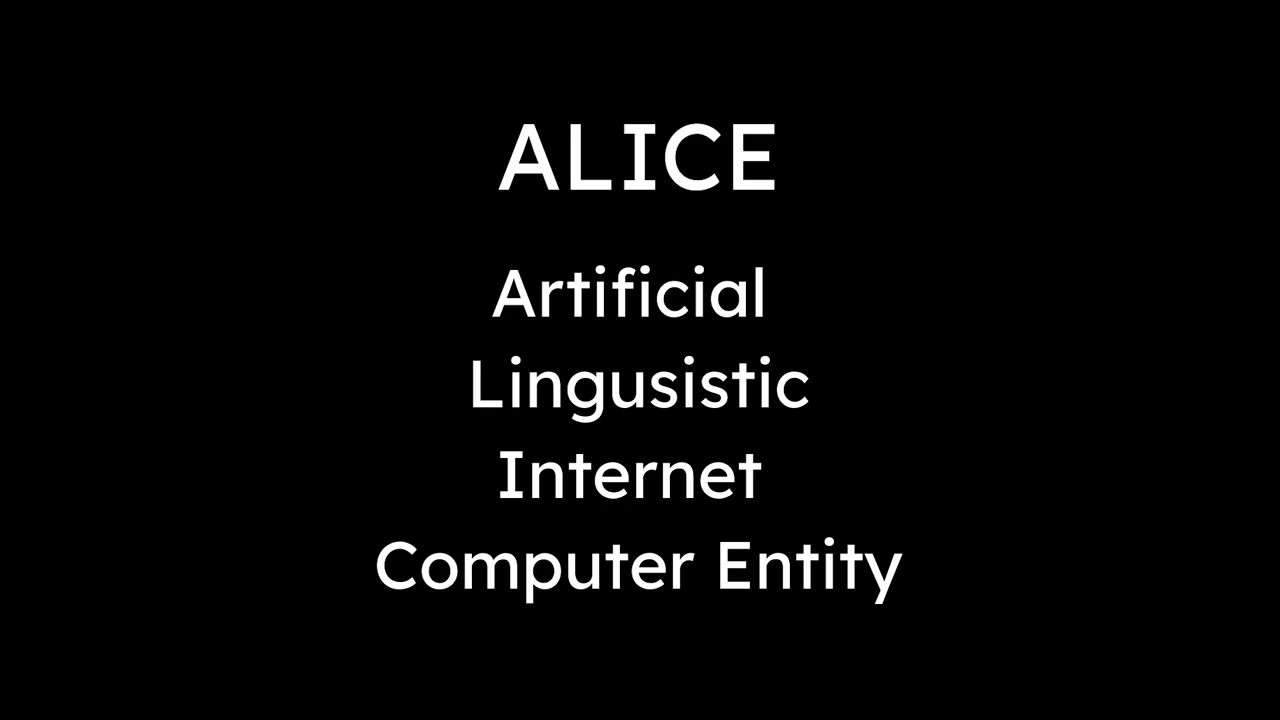 ALICE
Artificial
Lingusistic
Internet
Computer Entity